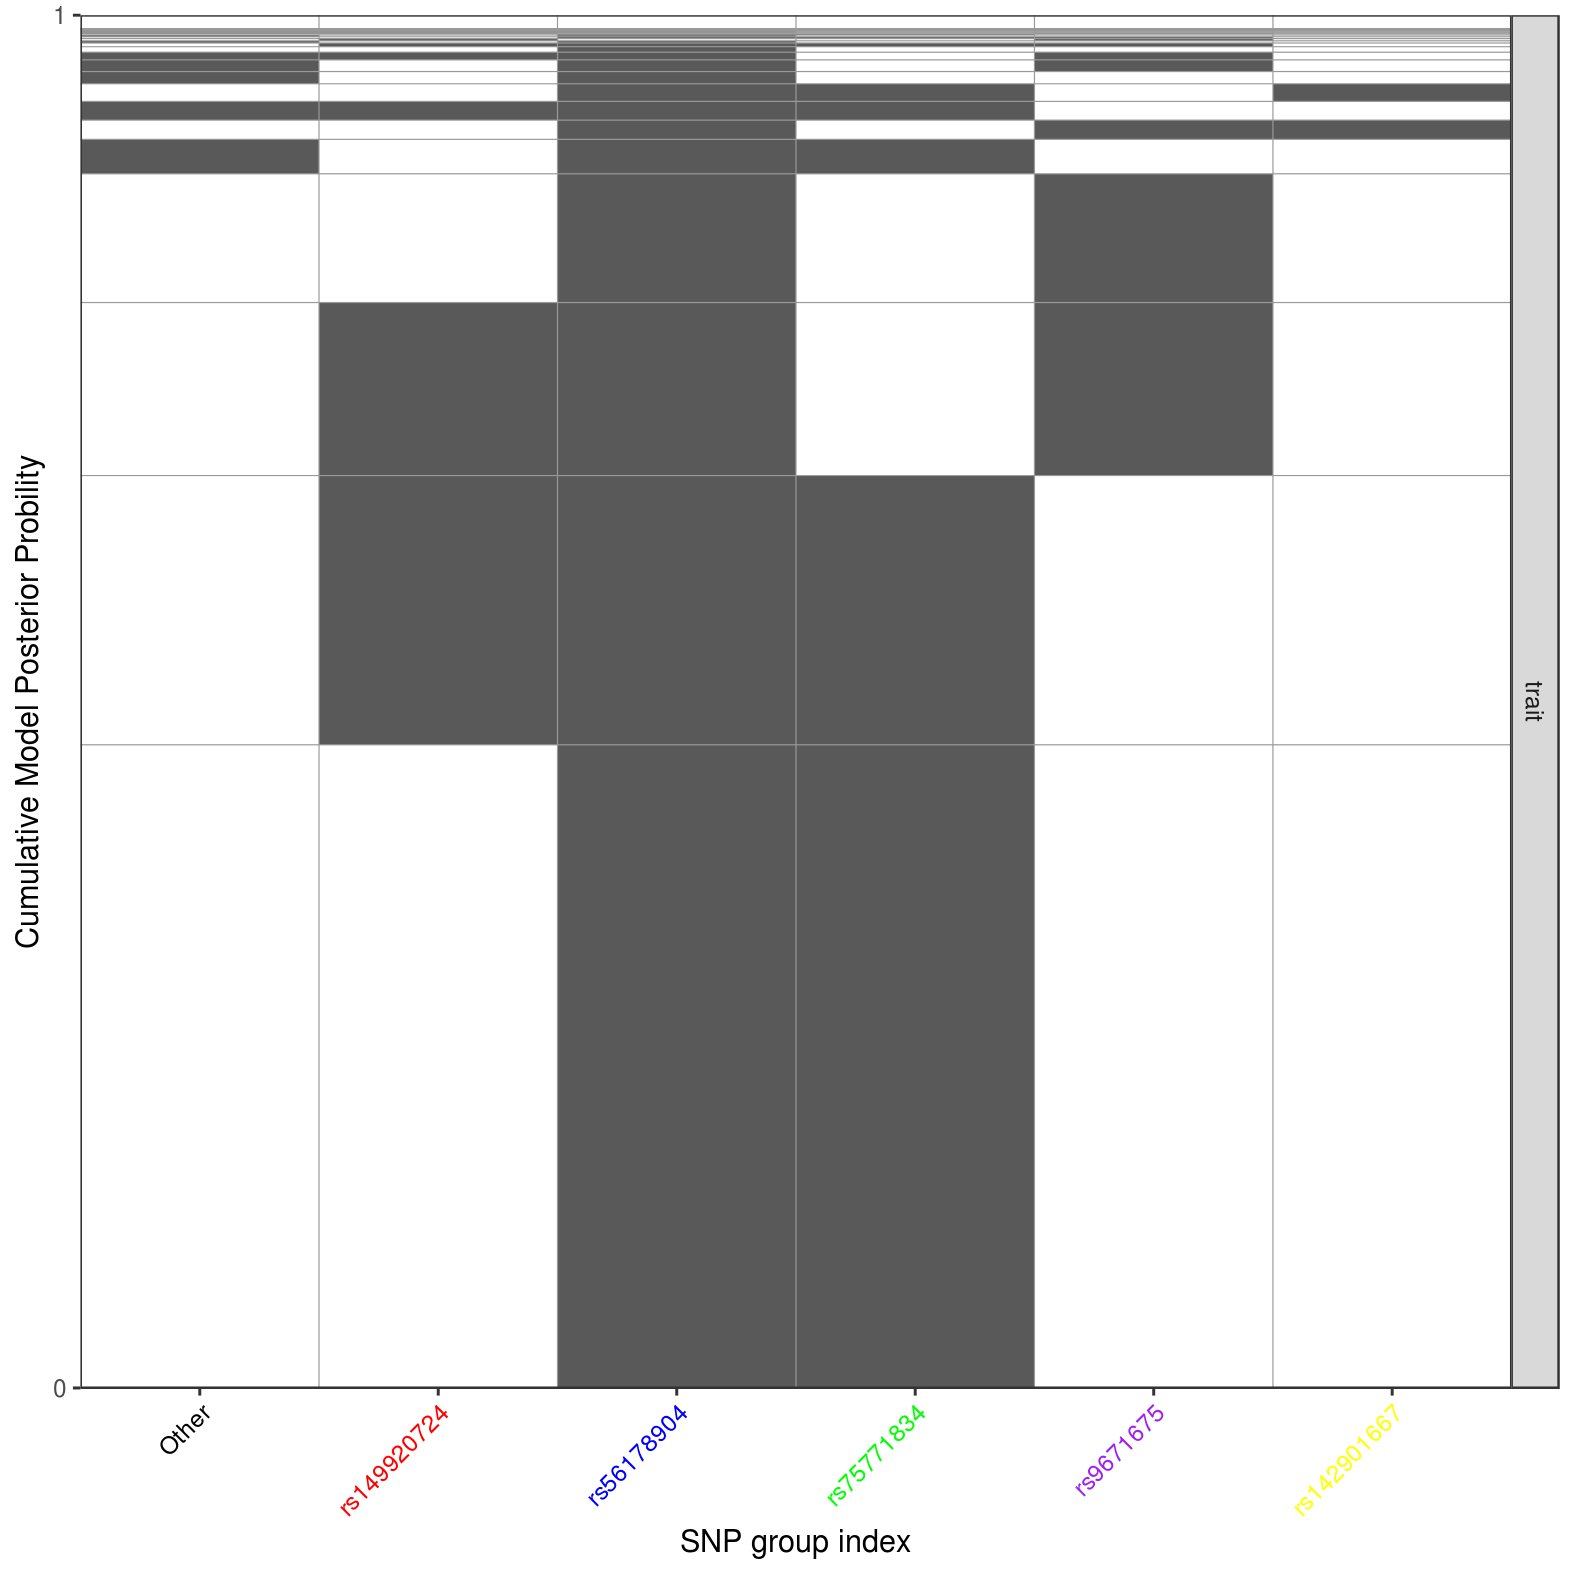 1
Cumulative Model Posterior Probility
trait
0
Other
rs149920724
rs56178904
rs75771834
rs9671675
rs142901667
SNP group index